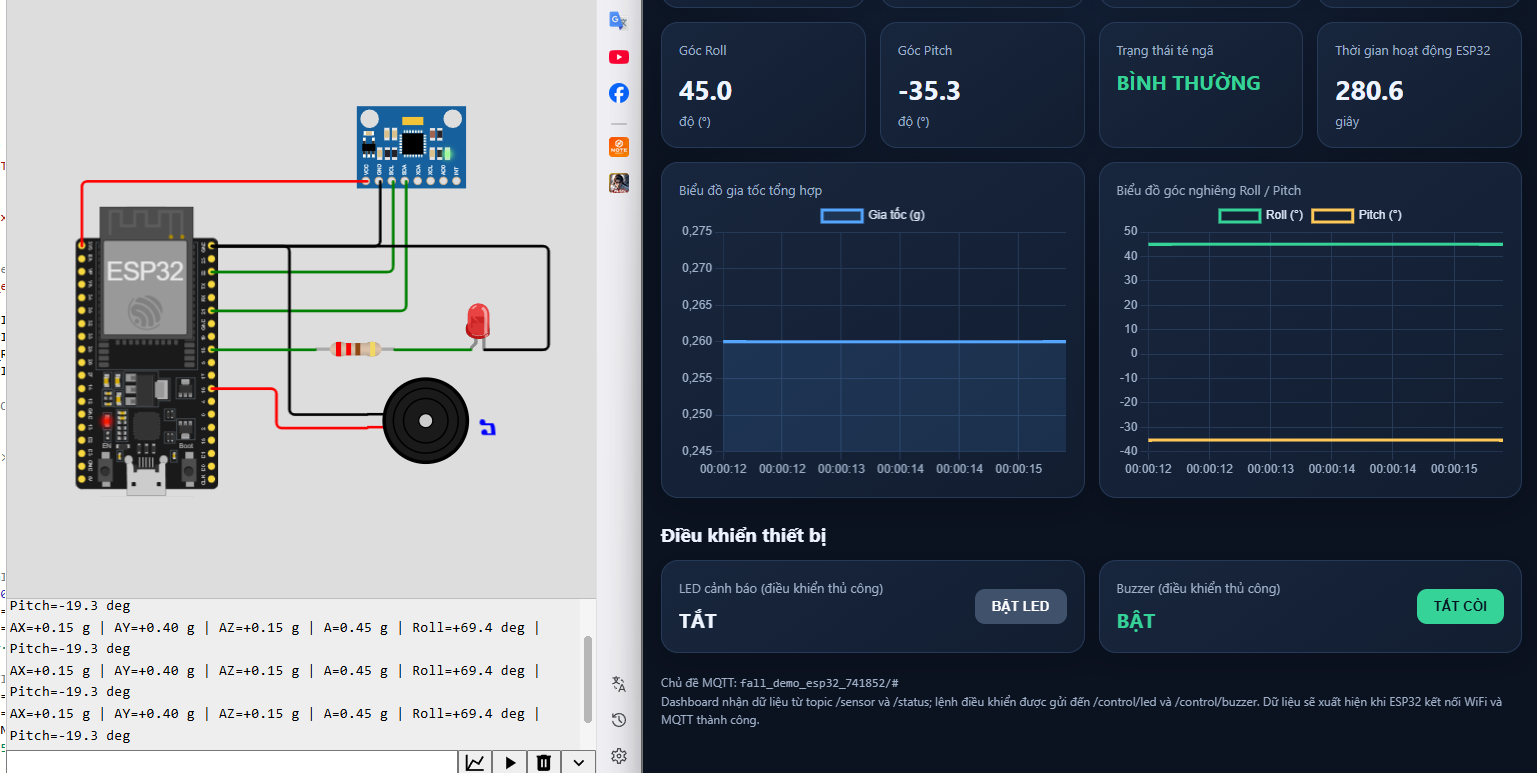 VCC GND SCL SDA XDA XCL AD0 INT
ESP32
EN
Boot
Pitch=-19.3 deg
AX=+0.15 g | AY=+0.40 g | AZ=+0.15 g | A=0.45 g | Roll=+69.4 deg |
Pitch=-19.3 deg
AX=+0.15 g | AY=+0.40 g | AZ=+0.15 g | A=0.45 g | Roll=+69.4 deg |
Pitch=-19.3 deg
AX=+0.15 g | AY=+0.40 g | AZ=+0.15 g | A=0.45 g | Roll=+69.4 deg |
Pitch=-19.3 deg
NOTE
Góc Roll
45.0
độ (°)
Góc Pitch
-35.3
độ (°)
Trạng thái té ngã
BÌNH THƯỜNG
Thời gian hoạt động ESP32
280.6
giây
Biểu đồ gia tốc tổng hợp
Gia tốc (g)
0,275
0,270
0,265
0,260
0,255
0,250
0,245
00:00:12 00:00:12 00:00:13 00:00:14 00:00:14 00:00:15
Biểu đồ góc nghiêng Roll / Pitch
Roll (°) Pitch (°)
50
40
30
20
10
0
-10
-20
-30
-40
00:00:12 00:00:12 00:00:13 00:00:14 00:00:14 00:00:15
Điều khiển thiết bị
LED cảnh báo (điều khiển thủ công)
TẮT
BẬT LED
Buzzer (điều khiển thủ công)
BẬT
TẮT CÒI
Chủ đề MQTT: fall_demo_esp32_741852/#
Dashboard nhận dữ liệu từ topic /sensor và /status; lệnh điều khiển được gửi đến /control/led và /control/buzzer. Dữ liệu sẽ xuất hiện khi ESP32 kết nối WiFi và
MQTT thành công.